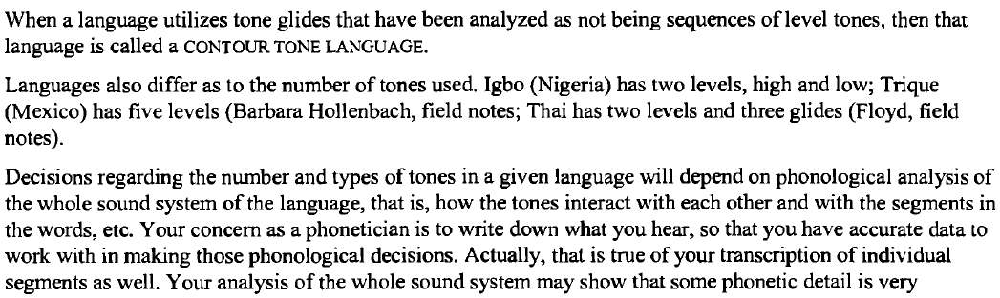 When a language utilizes tone glides that have been analyzed as not being sequences of level tones, then that
language is called a CONTOUR TONE LANGUAGE.
Languages also differ as to the number of tones used. Igbo (Nigeria) has two levels, high and low; Trique
(Mexico) has five levels (Barbara Hollenbach, field notes; Thai has two levels and three glides (Floyd, field
notes).
Decisions regarding the number and types of tones in a given language will depend on phonological analysis of
the whole sound system of the language, that is, how the tones interact with each other and with the segments in
the words, etc. Your concern as a phonetician is to write down what you hear, so that you have accurate data to
work with in making those phonological decisions. Actually, that is true of your transcription of individual
segments as well. Your analysis of the whole sound system may show that some phonetic detail is very